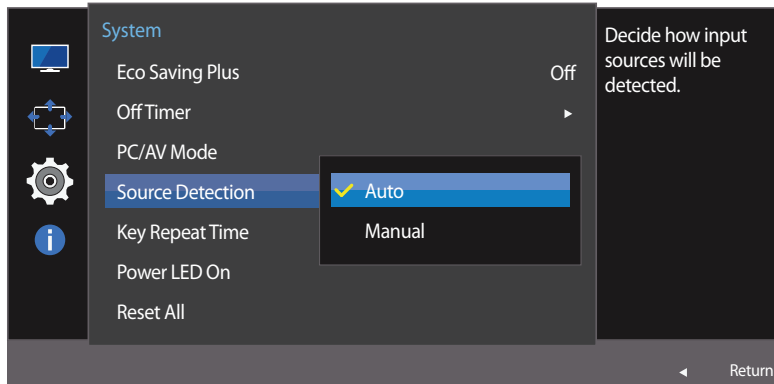 System
Eco Saving Plus Off
Off Timer ►
PC/AV Mode
Source Detection
Auto
Manual
Key Repeat Time
Power LED On
Reset All
Decide how input
sources will be
detected.
◄ Return